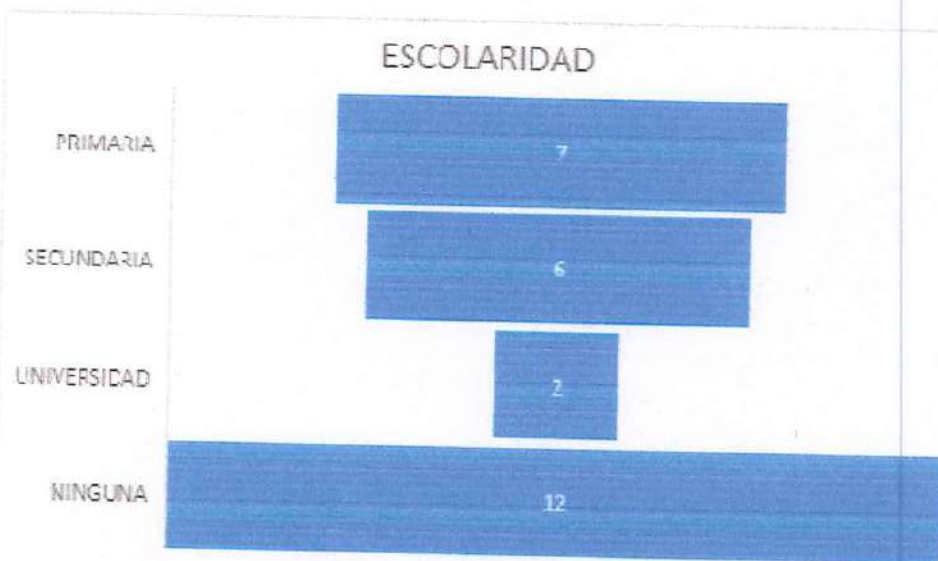 ESCOLARIDAD
PRIMARIA 7
SECUNDARIA 6
UNIVERSIDAD 2
NINGUNA 12